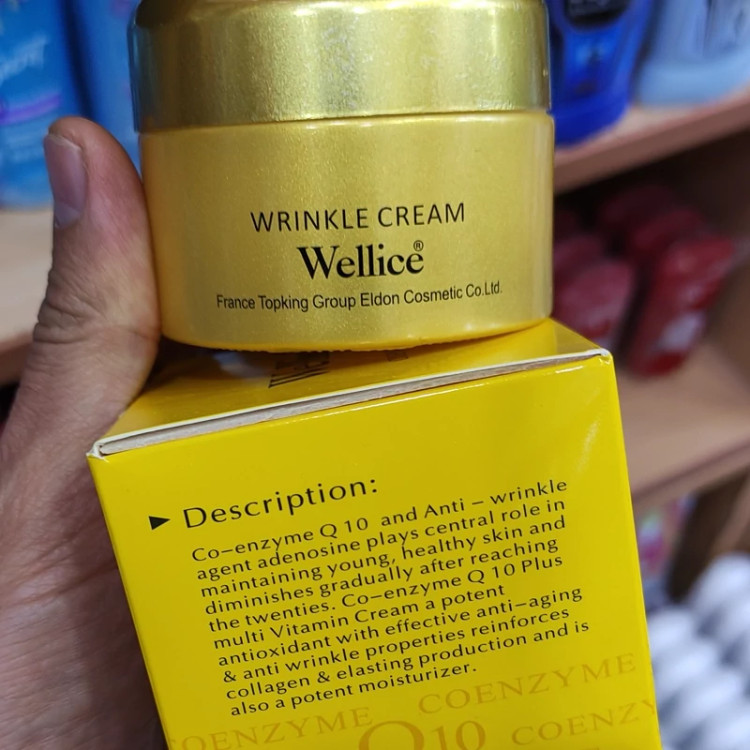 WRINKLE CREAM
Wellice®
France Topking Group Eldon Cosmetic Co.Ltd.
► Description:
Co-enzyme Q 10 and Anti – wrinkle
agent adenosine plays central role in
maintaining young, healthy skin and
diminishes gradually after reaching
the twenties. Co-enzyme Q 10 Plus
multi Vitamin Cream a potent
antioxidant with effective anti-aging
& anti wrinkle properties reinforces
collagen & elasting production and is
also a potent moisturizer.
COENZYME
OENZYME
Q10
COENZY